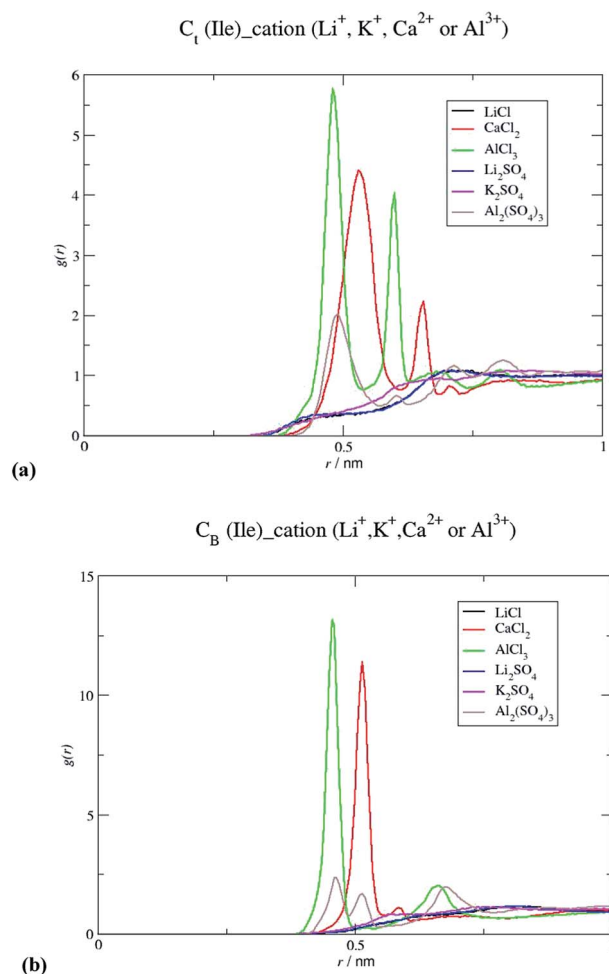 C_t (Ile)_cation (Li⁺, K⁺, Ca²⁺ or Al³⁺)
6
5
4
3
2
1
0
g(r)
LiCl
CaCl₂
AlCl₃
Li₂SO₄
K₂SO₄
Al₂(SO₄)₃
0
0.5
1
r / nm
(a)
C_B (Ile)_cation (Li⁺,K⁺,Ca²⁺ or Al³⁺)
15
10
5
0
g(r)
LiCl
CaCl₂
AlCl₃
Li₂SO₄
K₂SO₄
Al₂(SO₄)₃
0
0.5
r / nm
(b)